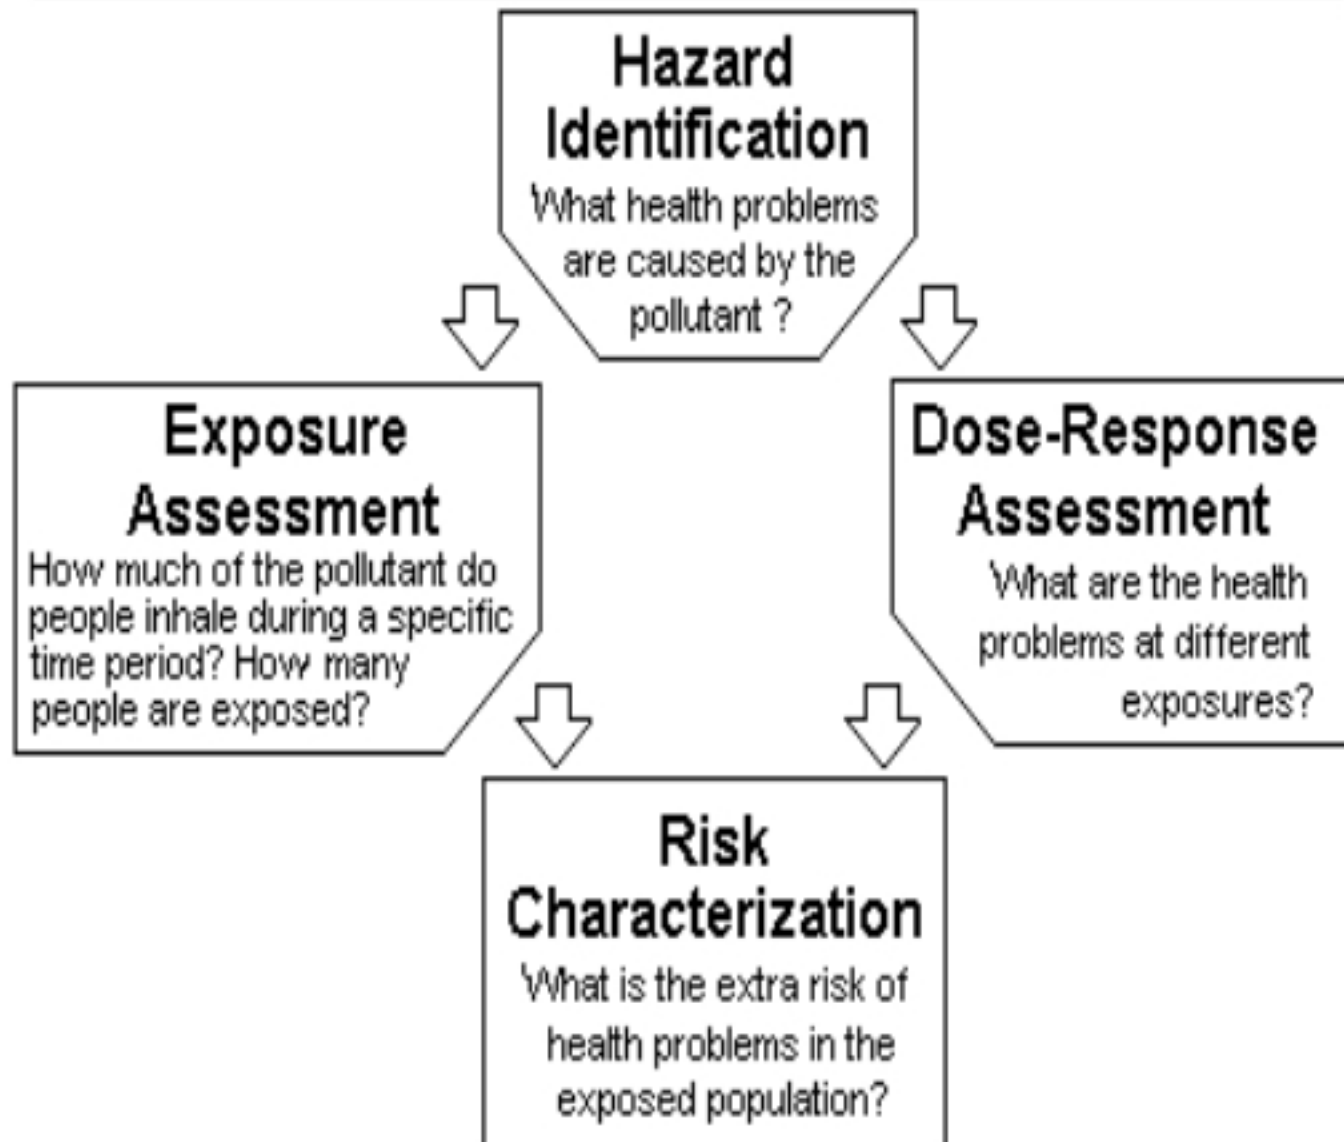 Hazard
Identification
What health problems
are caused by the
pollutant ?
Exposure
Assessment
How much of the pollutant do
people inhale during a specific
time period? How many
people are exposed?
Dose-Response
Assessment
What are the health
problems at different
exposures?
Risk
Characterization
What is the extra risk of
health problems in the
exposed population?